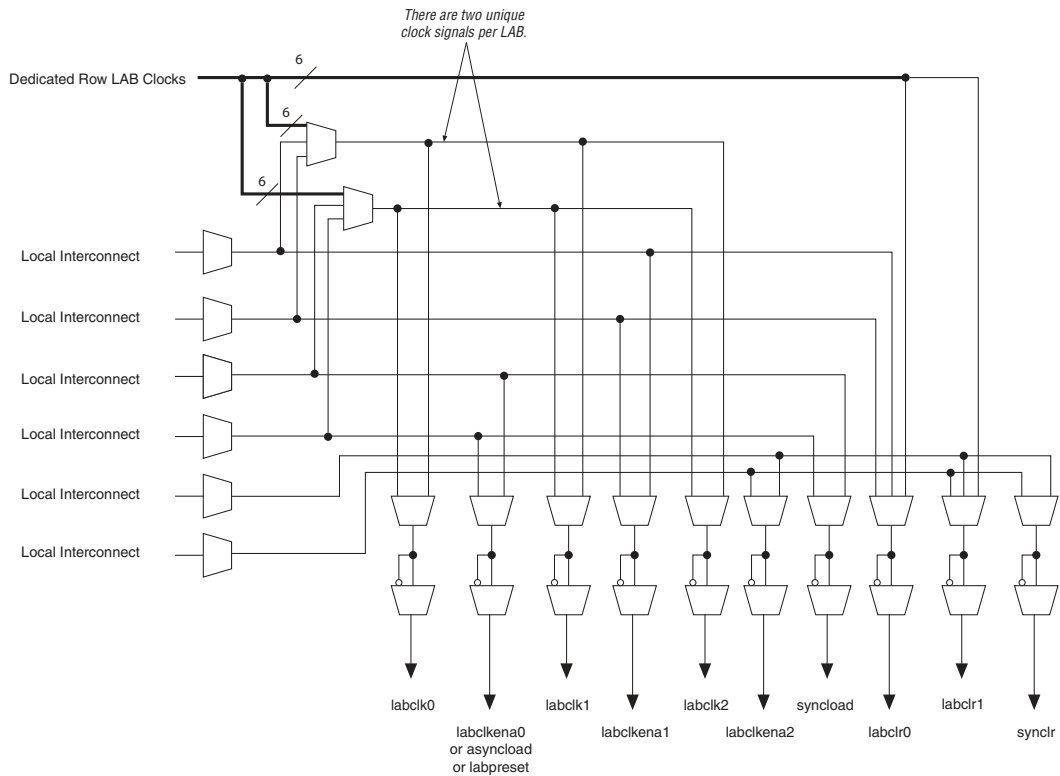 There are two unique
clock signals per LAB.
6
Dedicated Row LAB Clocks
6
6
Local Interconnect
Local Interconnect
Local Interconnect
Local Interconnect
Local Interconnect
Local Interconnect
labclk0
labclk1
labclk2
syncload
labclr1
labclkena0
or asyncload
or labpreset
labclkena1
labclkena2
labclr0
synclr